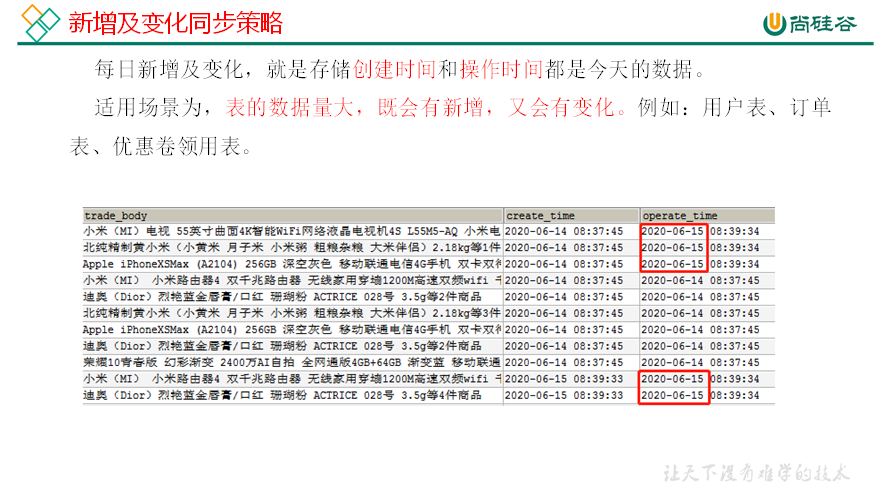 新增及变化同步策略
尚硅谷
每日新增及变化，就是存储创建时间和操作时间都是今天的数据。
适用场景为，表的数据量大，既会有新增，又会有变化。例如：用户表、订单
表、优惠卷领用表。
trade_body create_time operate_time
小米（MI）电视 55英寸曲面4K智能WiFi网络液晶电视机4S L55M5-AQ 小米电 2020-06-14 08:37:45 2020-06-15 08:39:34
北纯精制黄小米（小黄米 月子米 小米粥 粗粮杂粮 大米伴侣）2.18kg等1件 2020-06-14 08:37:45 2020-06-15 08:39:34
Apple iPhoneXSMax (A2104) 256GB 深空灰色 移动联通电信4G手机 双卡双待 2020-06-14 08:37:45 2020-06-15 08:39:34
小米（MI） 小米路由器4 双千兆路由器 无线家用穿墙1200M高速双频wifi 千 2020-06-14 08:37:45 2020-06-14 08:37:45
迪奥（Dior）烈艳蓝金唇膏/口红 珊瑚粉 ACTRICE 028号 3.5g等2件商品 2020-06-14 08:37:45 2020-06-14 08:37:45
北纯精制黄小米（小黄米 月子米 小米粥 粗粮杂粮 大米伴侣）2.18kg等3件 2020-06-14 08:37:45 2020-06-14 08:37:45
Apple iPhoneXSMax (A2104) 256GB 深空灰色 移动联通电信4G手机 双卡双待 2020-06-14 08:37:45 2020-06-14 08:37:45
迪奥（Dior）烈艳蓝金唇膏/口红 珊瑚粉 ACTRICE 028号 3.5g等2件商品 2020-06-14 08:37:45 2020-06-14 08:37:45
荣耀10青春版 幻彩渐变 2400万AI自拍 全网通版4GB+64GB 渐变蓝 移动联通 2020-06-14 08:37:45 2020-06-14 08:37:45
小米（MI） 小米路由器4 双千兆路由器 无线家用穿墙1200M高速双频wifi 千 2020-06-15 08:39:33 2020-06-15 08:39:34
迪奥（Dior）烈艳蓝金唇膏/口红 珊瑚粉 ACTRICE 028号 3.5g等4件商品 2020-06-15 08:39:33 2020-06-15 08:39:34
让天下没有难学的技术